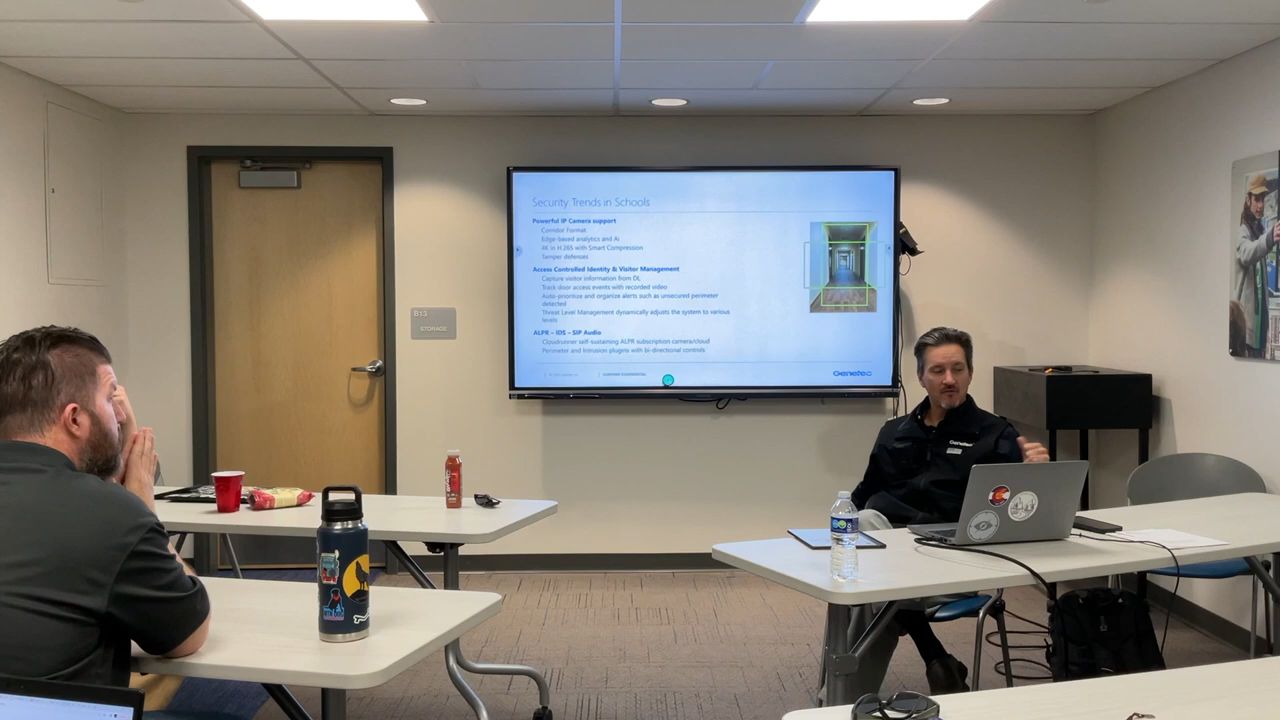 Security Trends in Schools
Powerful IP Camera support
Corridor Format
Edge-based analytics and Ai
4K in H.265 with Smart Compression
Tamper defenses
Access Controlled Identity & Visitor Management
Capture visitor information from DL
Track door access events with recorded video
Auto-prioritize and organize alerts such as unsecured perimeter
detected
Threat Level Management dynamically adjusts the system to various
levels
ALPR – IDS – SIP Audio
Cloudrunner self-sustaining ALPR subscription camera/cloud
Perimeter and Intrusion plugins with bi-directional controls
COMPANY CONFIDENTIAL
Genetec
B13
STORAGE
Genetec